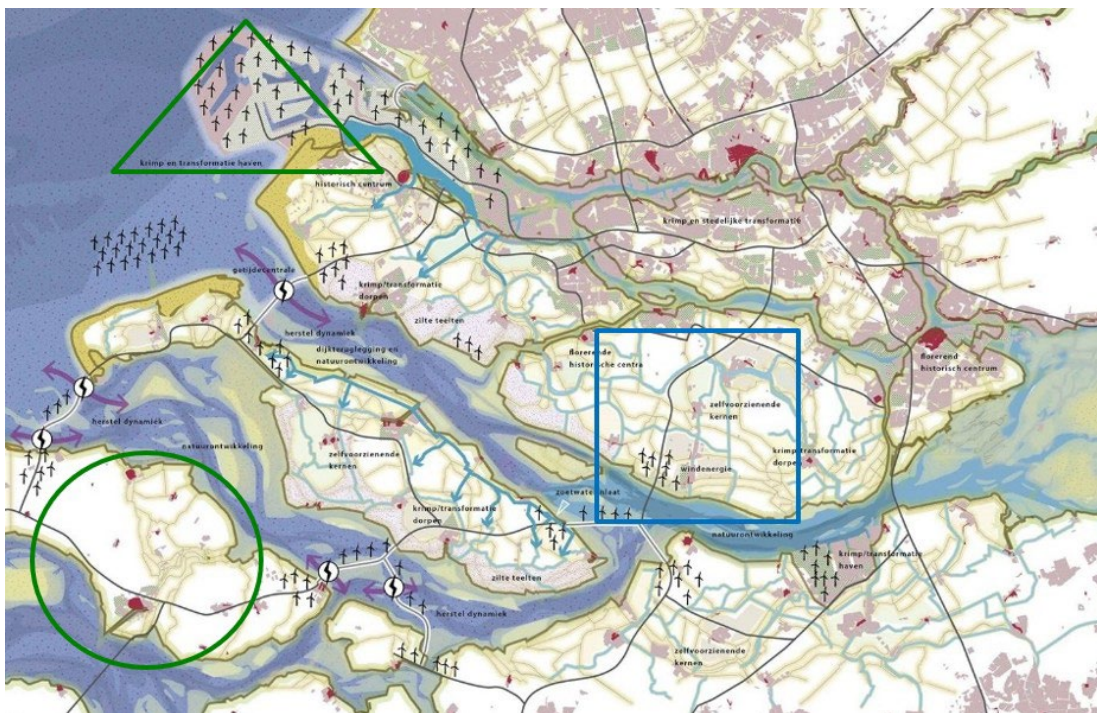 krimp en transformatie haven
historisch centrum
krimp en stedelijke transformatie
getijdecentrale
krimp/transformatie
dorpen
zilte teelten
herstel dynamiek
dijkteruglegging en
natuurontwikkeling
florerende
historische centra
florerend
historisch centrum
herstel dynamiek
zelfvoorzienende
kernen
natuurontwikkeling
zelfvoorzienende
kernen
krimp/transformatie
dorpen
windenergie
zoetwaterinlaat
krimp/transformatie
dorpen
natuurontwikkeling
krimp/transformatie
haven
zilte teelten
herstel dynamiek
zelfvoorzienende
kernen